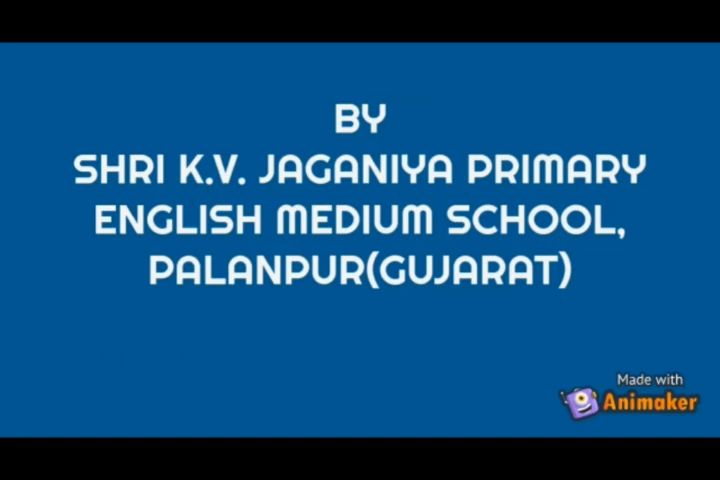 BY
SHRI K.V. JAGANIYA PRIMARY
ENGLISH MEDIUM SCHOOL,
PALANPUR(GUJARAT)
Made with
Animaker